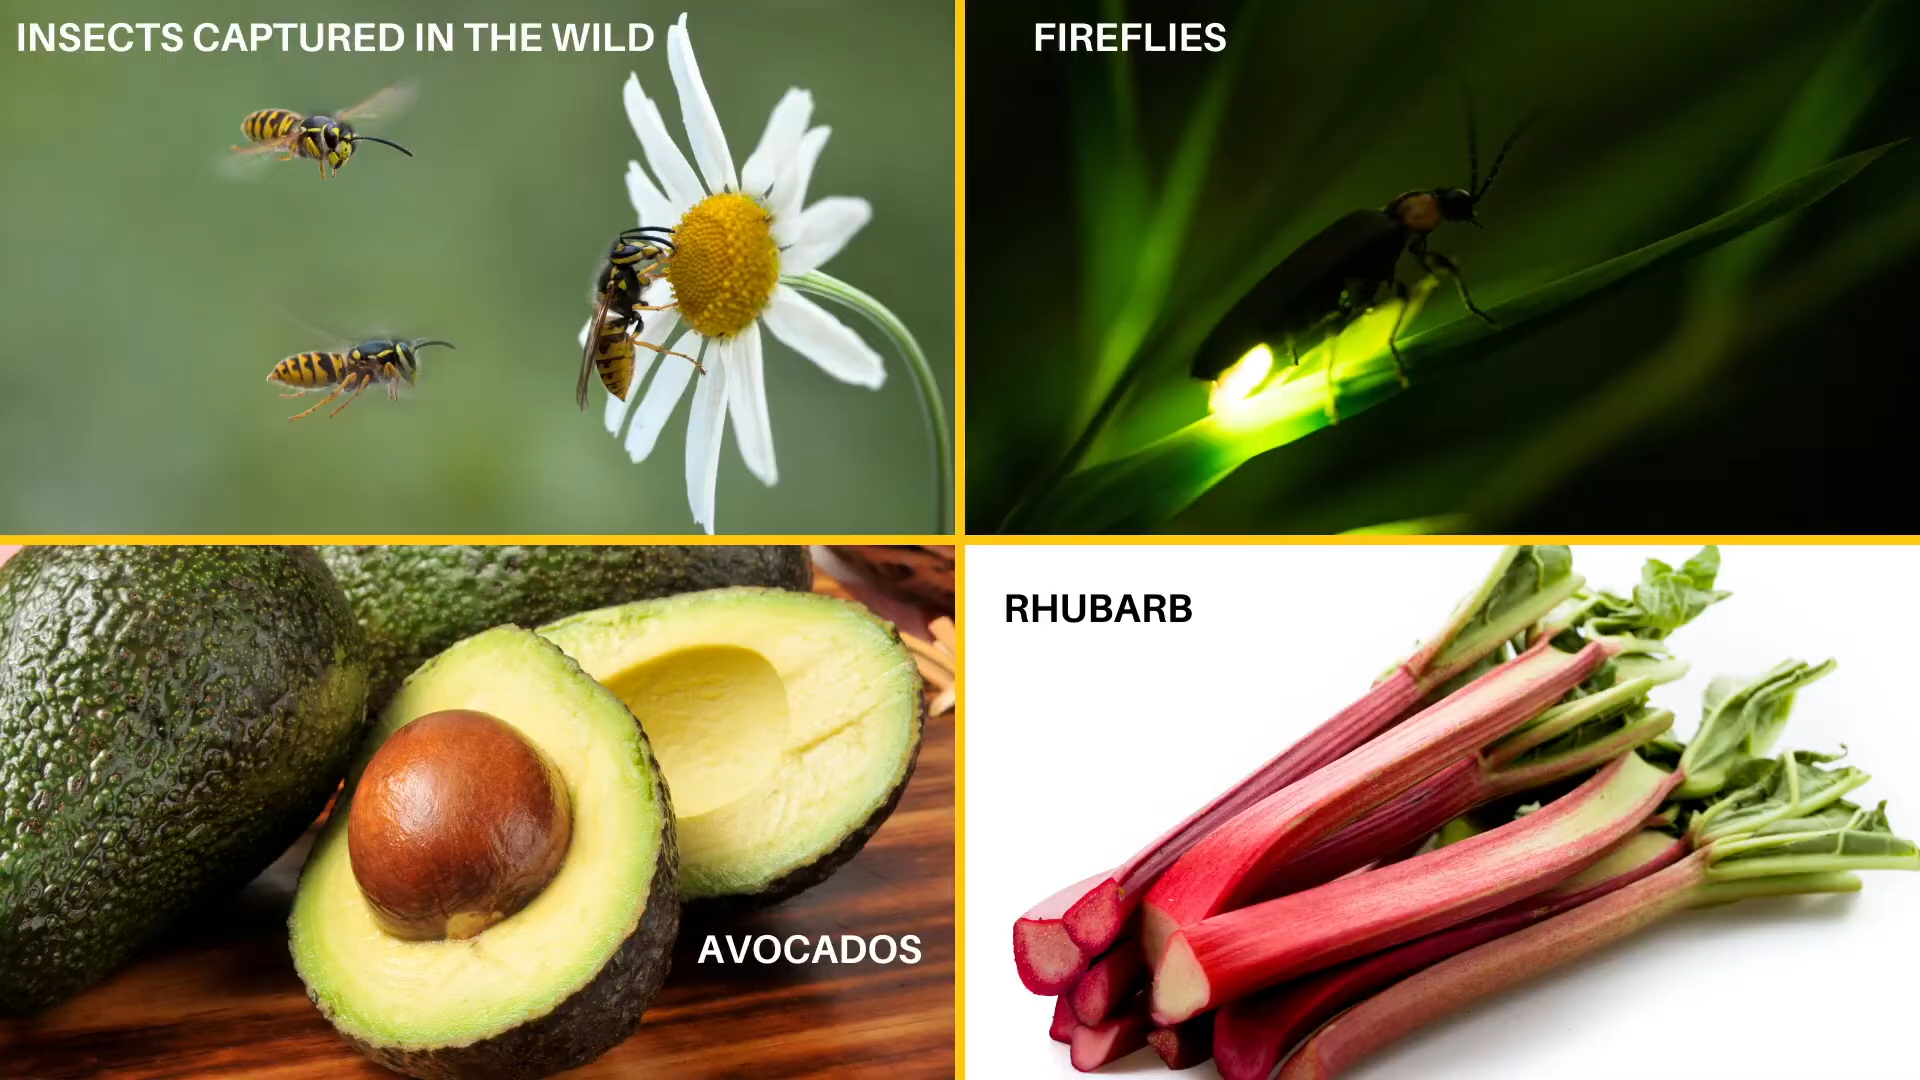 INSECTS CAPTURED IN THE WILD
FIREFLIES
AVOCADOS
RHUBARB